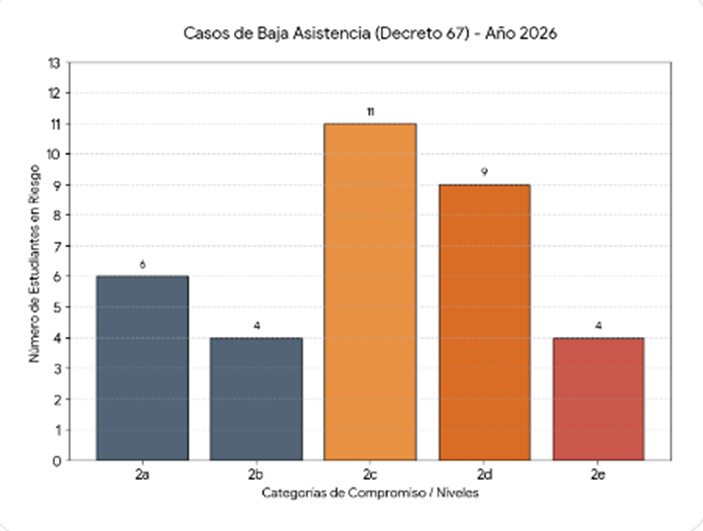 Casos de Baja Asistencia (Decreto 67) - Año 2026
Número de Estudiantes en Riesgo
13
12
11
10
9
8
7
6
5
4
3
2
1
0
6
4
11
9
4
2a
2b
2c
2d
2e
Categorías de Compromiso / Niveles